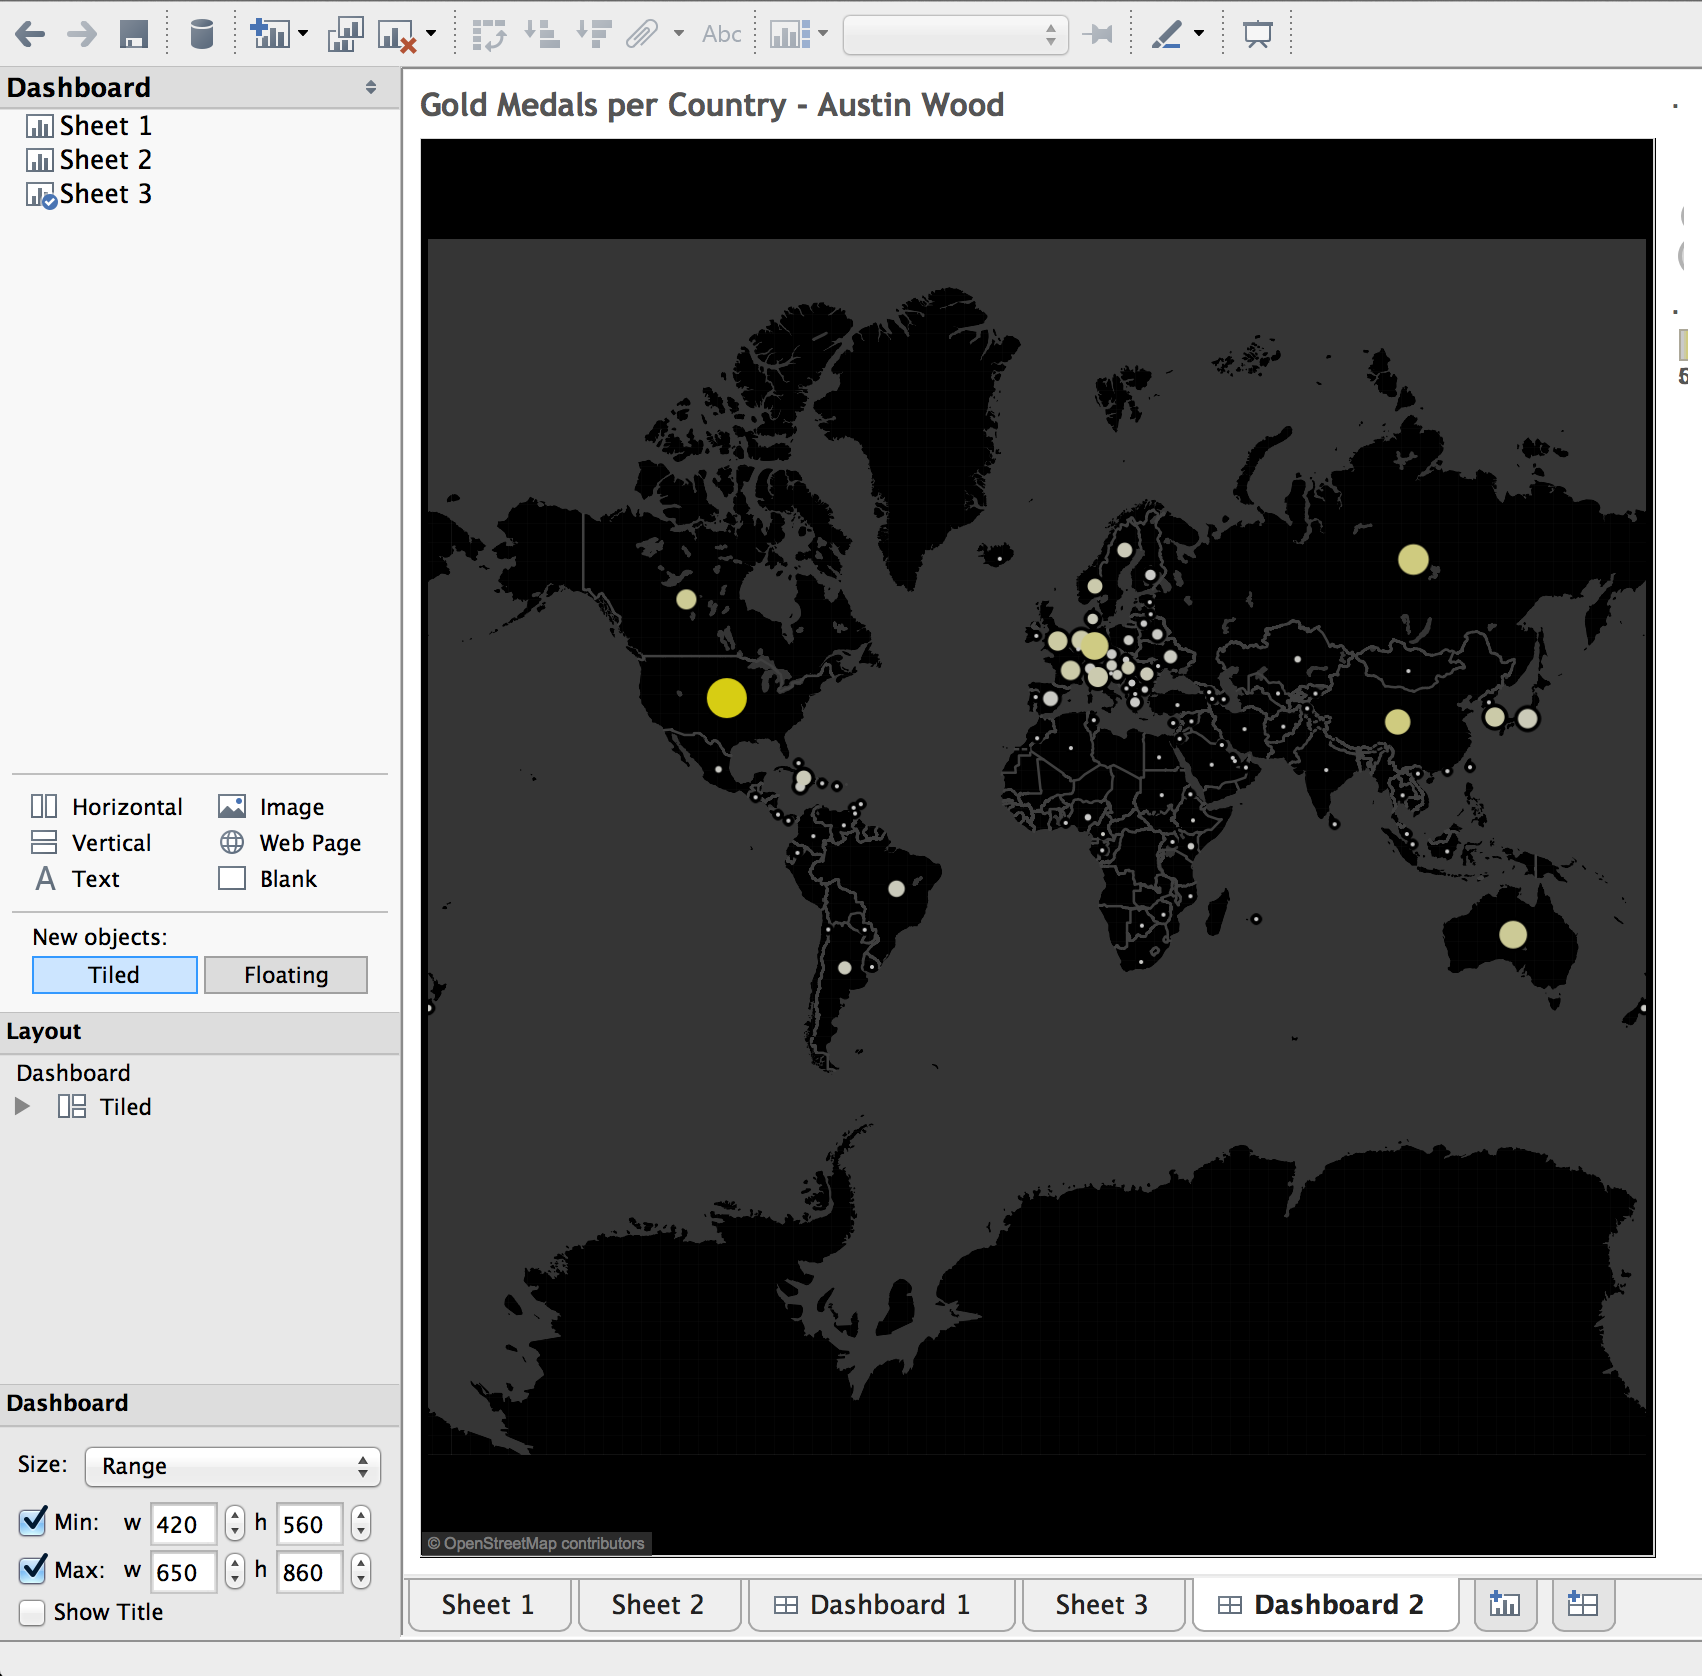 Abc
Dashboard
Sheet 1
Sheet 2
Sheet 3
Horizontal
Image
Vertical
Web Page
A Text
Blank
New objects:
Tiled
Floating
Layout
Dashboard
Tiled
Dashboard
Size: Range
Min: w 420 h 560
Max: w 650 h 860
Show Title
Gold Medals per Country - Austin Wood
© OpenStreetMap contributors
Sheet 1
Sheet 2
Dashboard 1
Sheet 3
Dashboard 2